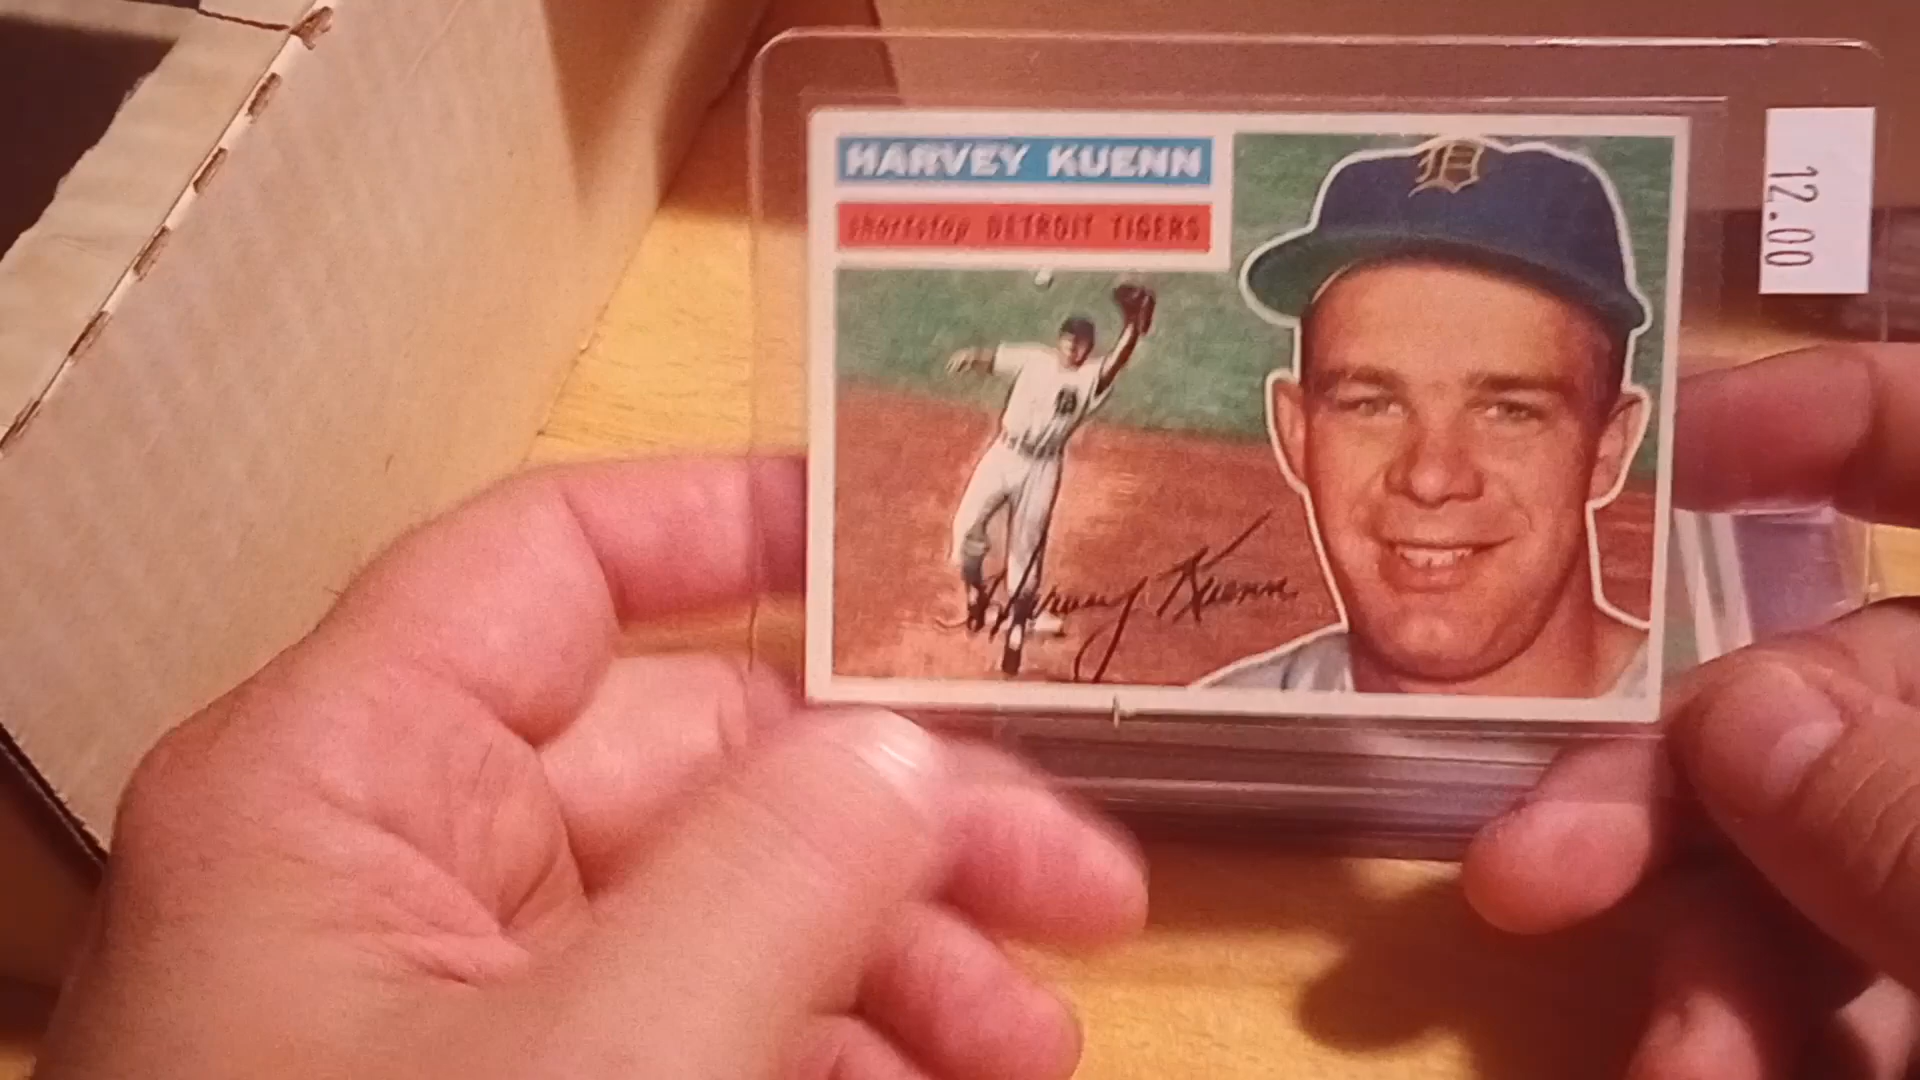 HARVEY KUENN
shortstop DETROIT TIGERS
Harvey Kuenn
D
12.00